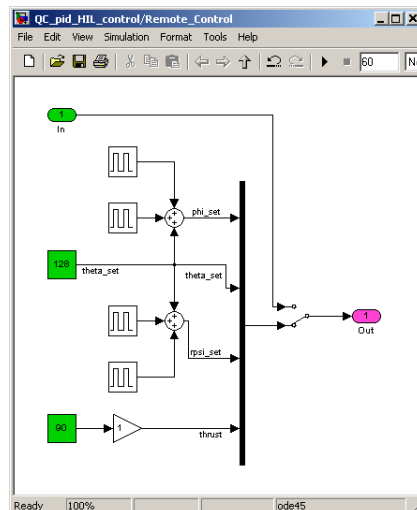 QC_pid_HIL_control/Remote_Control
File Edit View Simulation Format Tools Help
60 N
1
In
phi_set
128
theta_set
theta_set
1
Out
rpsi_set
90
1
thrust
Ready 100% ode45